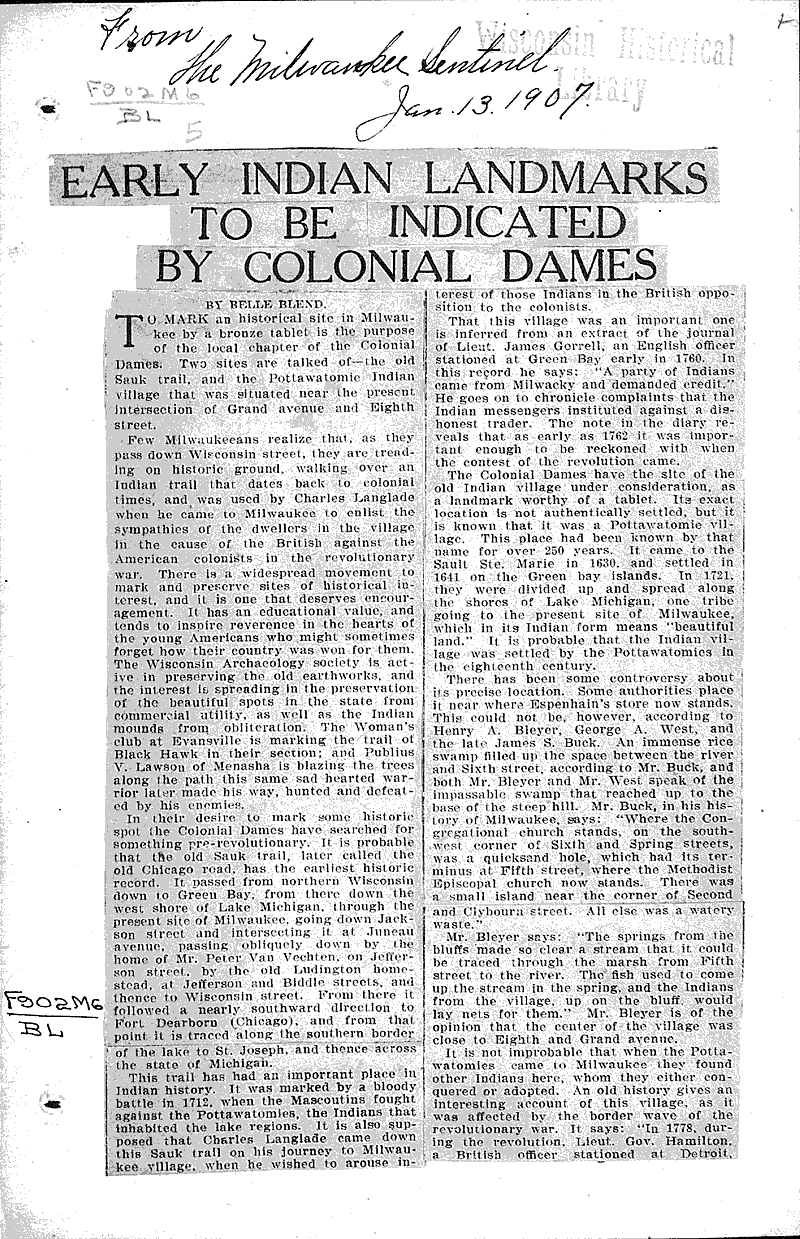 From
The Milwaukee Sentinel.
Jan. 13. 1907.
Wisconsin Historical
Library
F902M6
BL
5
EARLY INDIAN LANDMARKS
TO BE INDICATED
BY COLONIAL DAMES
BY BELLE BLEND.
TO MARK an historical site in Milwau-
kee by a bronze tablet is the purpose
of the local chapter of the Colonial
Dames. Two sites are talked of—the old
Sauk trail, and the Pottawatomie Indian
village that was situated near the present
intersection of Grand avenue and Eighth
street.
Few Milwaukeeans realize that, as they
pass down Wisconsin street, they are tread-
ing on historic ground, walking over an
Indian trail that dates back to colonial
times, and was used by Charles Langlade
when he came to Milwaukee to enlist the
sympathies of the dwellers in the village
in the cause of the British against the
American colonists in the revolutionary
war. There is a widespread movement to
mark and preserve sites of historical in-
terest, and it is one that deserves encour-
agement. It has an educational value, and
tends to inspire reverence in the hearts of
the young Americans who might sometimes
forget how their country was won for them.
The Wisconsin Archaeology society is act-
ive in preserving the old earthworks, and
the interest is spreading in the preservation
of the beautiful spots in the state from
commercial utility, as well as the Indian
mounds from obliteration. The Woman's
club at Evansville is marking the trail of
Black Hawk in their section; and Publius
V. Lawson of Menasha is blazing the trees
along the path this same sad hearted war-
rior later made his way, hunted and defeat-
ed by his enemies.
In their desire to mark some historic
spot the Colonial Dames have searched for
something pre-revolutionary. It is probable
that the old Sauk trail, later called the
old Chicago road, has the earliest historic
record. It passed from northern Wisconsin
down to Green Bay, from there down the
west shore of Lake Michigan, through the
present site of Milwaukee, going down Jack-
son street and intersecting it at Juneau
avenue, passing obliquely down by the
home of Mr. Peter Van Vechten, on Jeffer-
son street, by the old Ludington home-
stead, at Jefferson and Biddle streets, and
thence to Wisconsin street. From there it
followed a nearly southward direction to
Fort Dearborn (Chicago), and from that
point it is traced along the southern border
of the lake to St. Joseph, and thence across
the state of Michigan.
This trail has had an important place in
Indian history. It was marked by a bloody
battle in 1712, when the Mascoutins fought
against the Pottawatomies, the Indians that
inhabited the lake regions. It is also sup-
posed that Charles Langlade came down
this Sauk trail on his journey to Milwau-
kee village, when he wished to arouse in-
terest of those Indians in the British oppo-
sition to the colonists.
That this village was an important one
is inferred from an extract of the journal
of Lieut. James Gorrell, an English officer
stationed at Green Bay early in 1760. In
this record he says: "A party of Indians
came from Milwacky and demanded credit."
He goes on to chronicle complaints that the
Indian messengers instituted against a dis-
honest trader. The note in the diary re-
veals that as early as 1762 it was impor-
tant enough to be reckoned with when
the contest of the revolution came.
The Colonial Dames have the site of the
old Indian village under consideration, as
a landmark worthy of a tablet. Its exact
location is not authentically settled, but it
is known that it was a Pottawatomie vil-
lage. This place had been known by that
name for over 250 years. It came to the
Sault Ste. Marie in 1630, and settled in
1641 on the Green bay islands. In 1721,
they were divided up and spread along
the shores of Lake Michigan, one tribe
going to the present site of Milwaukee,
which in its Indian form means "beautiful
land." It is probable that the Indian vil-
lage was settled by the Pottawatomics in
the eighteenth century.
There has been some controversy about
its precise location. Some authorities place
it near where Espenhain's store now stands.
This could not be, however, according to
Henry A. Bleyer, George A. West, and
the late James S. Buck. An immense rice
swamp filled up the space between the river
and Sixth street, according to Mr. Buck, and
both Mr. Bleyer and Mr. West speak of the
impassable swamp that reached up to the
base of the steep hill. Mr. Buck, in his his-
tory of Milwaukee, says: "Where the Con-
gregational church stands, on the south-
west corner of Sixth and Spring streets,
was a quicksand hole, which had its ter-
minus at Fifth street, where the Methodist
Episcopal church now stands. There was
a small island near the corner of Second
and Clybourn street. All else was a watery
waste."
Mr. Bleyer says: "The springs from the
bluffs made so clear a stream that it could
be traced through the marsh from Fifth
street to the river. The fish used to come
up the stream in the spring, and the Indians
from the village, up on the bluff, would
lay nets for them." Mr. Bleyer is of the
opinion that the center of the village was
close to Eighth and Grand avenue.
It is not improbable that when the Potta-
watomies came to Milwaukee they found
other Indians here, whom they either con-
quered or adopted. An old history gives an
interesting account of this village, as it
was affected by the border wave of the
revolutionary war. It says: "In 1778, dur-
ing the revolution, Lieut. Gov. Hamilton,
a British officer stationed at Detroit,
F902M6
BL